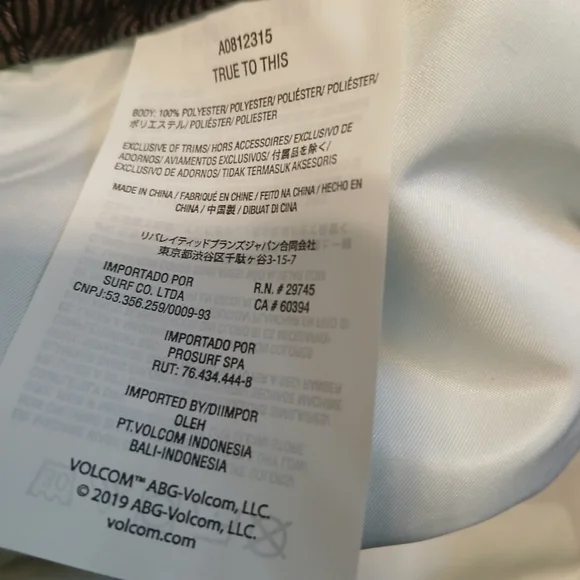 A0812315
TRUE TO THIS
BODY: 100% POLYESTER/ POLYESTER/ POLIÉSTER/ POLIÉSTER/
ポリエステル/ POLIÉSTER/ POLIESTER
EXCLUSIVE OF TRIMS/ HORS ACCESSOIRES/ EXCLUSIVO DE
ADORNOS/ AVIAMENTOS EXCLUSIVOS/ 付属品を除く/
EXCLUSIVO DE ADORNOS/ TIDAK TERMASUK AKSESORIS
MADE IN CHINA / FABRIQUÉ EN CHINE / FEITO NA CHINA / HECHO EN
CHINA / 中国製 / DIBUAT DI CINA
リバレイティッドブランズジャパン合同会社
東京都渋谷区千駄ヶ谷3-15-7
IMPORTADO POR
SURF CO. LTDA
CNPJ:53.356.259/0009-93
R.N. # 29745
CA # 60394
IMPORTADO POR
PROSURF SPA
RUT: 76.434.444-8
IMPORTED BY/DIIMPOR
OLEH
PT.VOLCOM INDONESIA
BALI-INDONESIA
VOLCOM™ ABG-Volcom, LLC.
© 2019 ABG-Volcom, LLC.
volcom.com